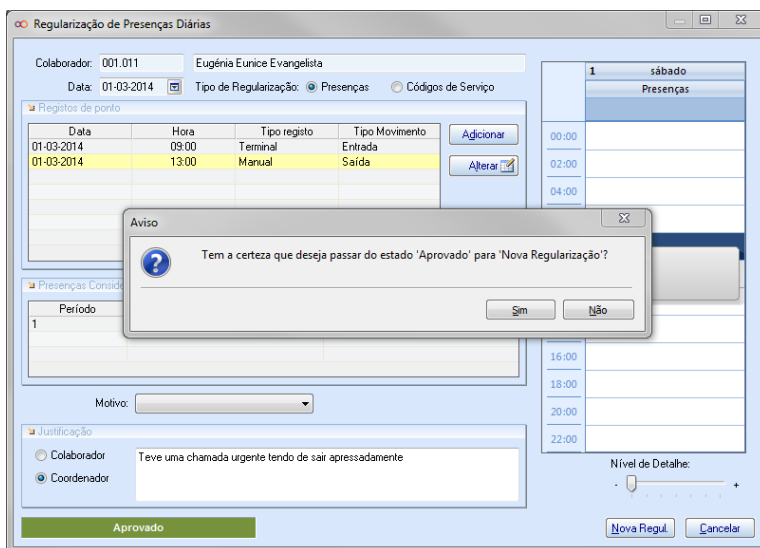 Regularização de Presenças Diárias
Colaborador: 001.011 Eugénia Eunice Evangelista
Data: 01-03-2014 Tipo de Regularização: Presenças Códigos de Serviço
Registos de ponto
Data Hora Tipo registo Tipo Movimento
01-03-2014 09:00 Terminal Entrada
01-03-2014 13:00 Manual Saída
Adicionar
Alterar
1 sábado
Presenças
00:00
02:00
04:00
Aviso
Tem a certeza que deseja passar do estado 'Aprovado' para 'Nova Regularização'?
Sim Não
Presenças Conside
Período
1
16:00
18:00
20:00
22:00
Motivo:
Justificação
Colaborador
Coordenador
Teve uma chamada urgente tendo de sair apressadamente
Nível de Detalhe:
- +
Aprovado
Nova Regul. Cancelar